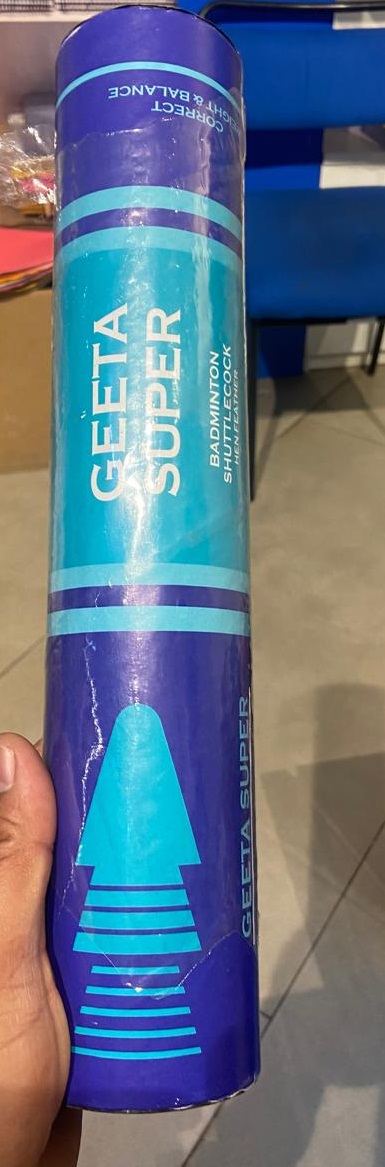 CORRECT
WEIGHT & BALANCE
GEETA
SUPER
BADMINTON
SHUTTLECOCK
HEN FEATHER
GEETA SUPER